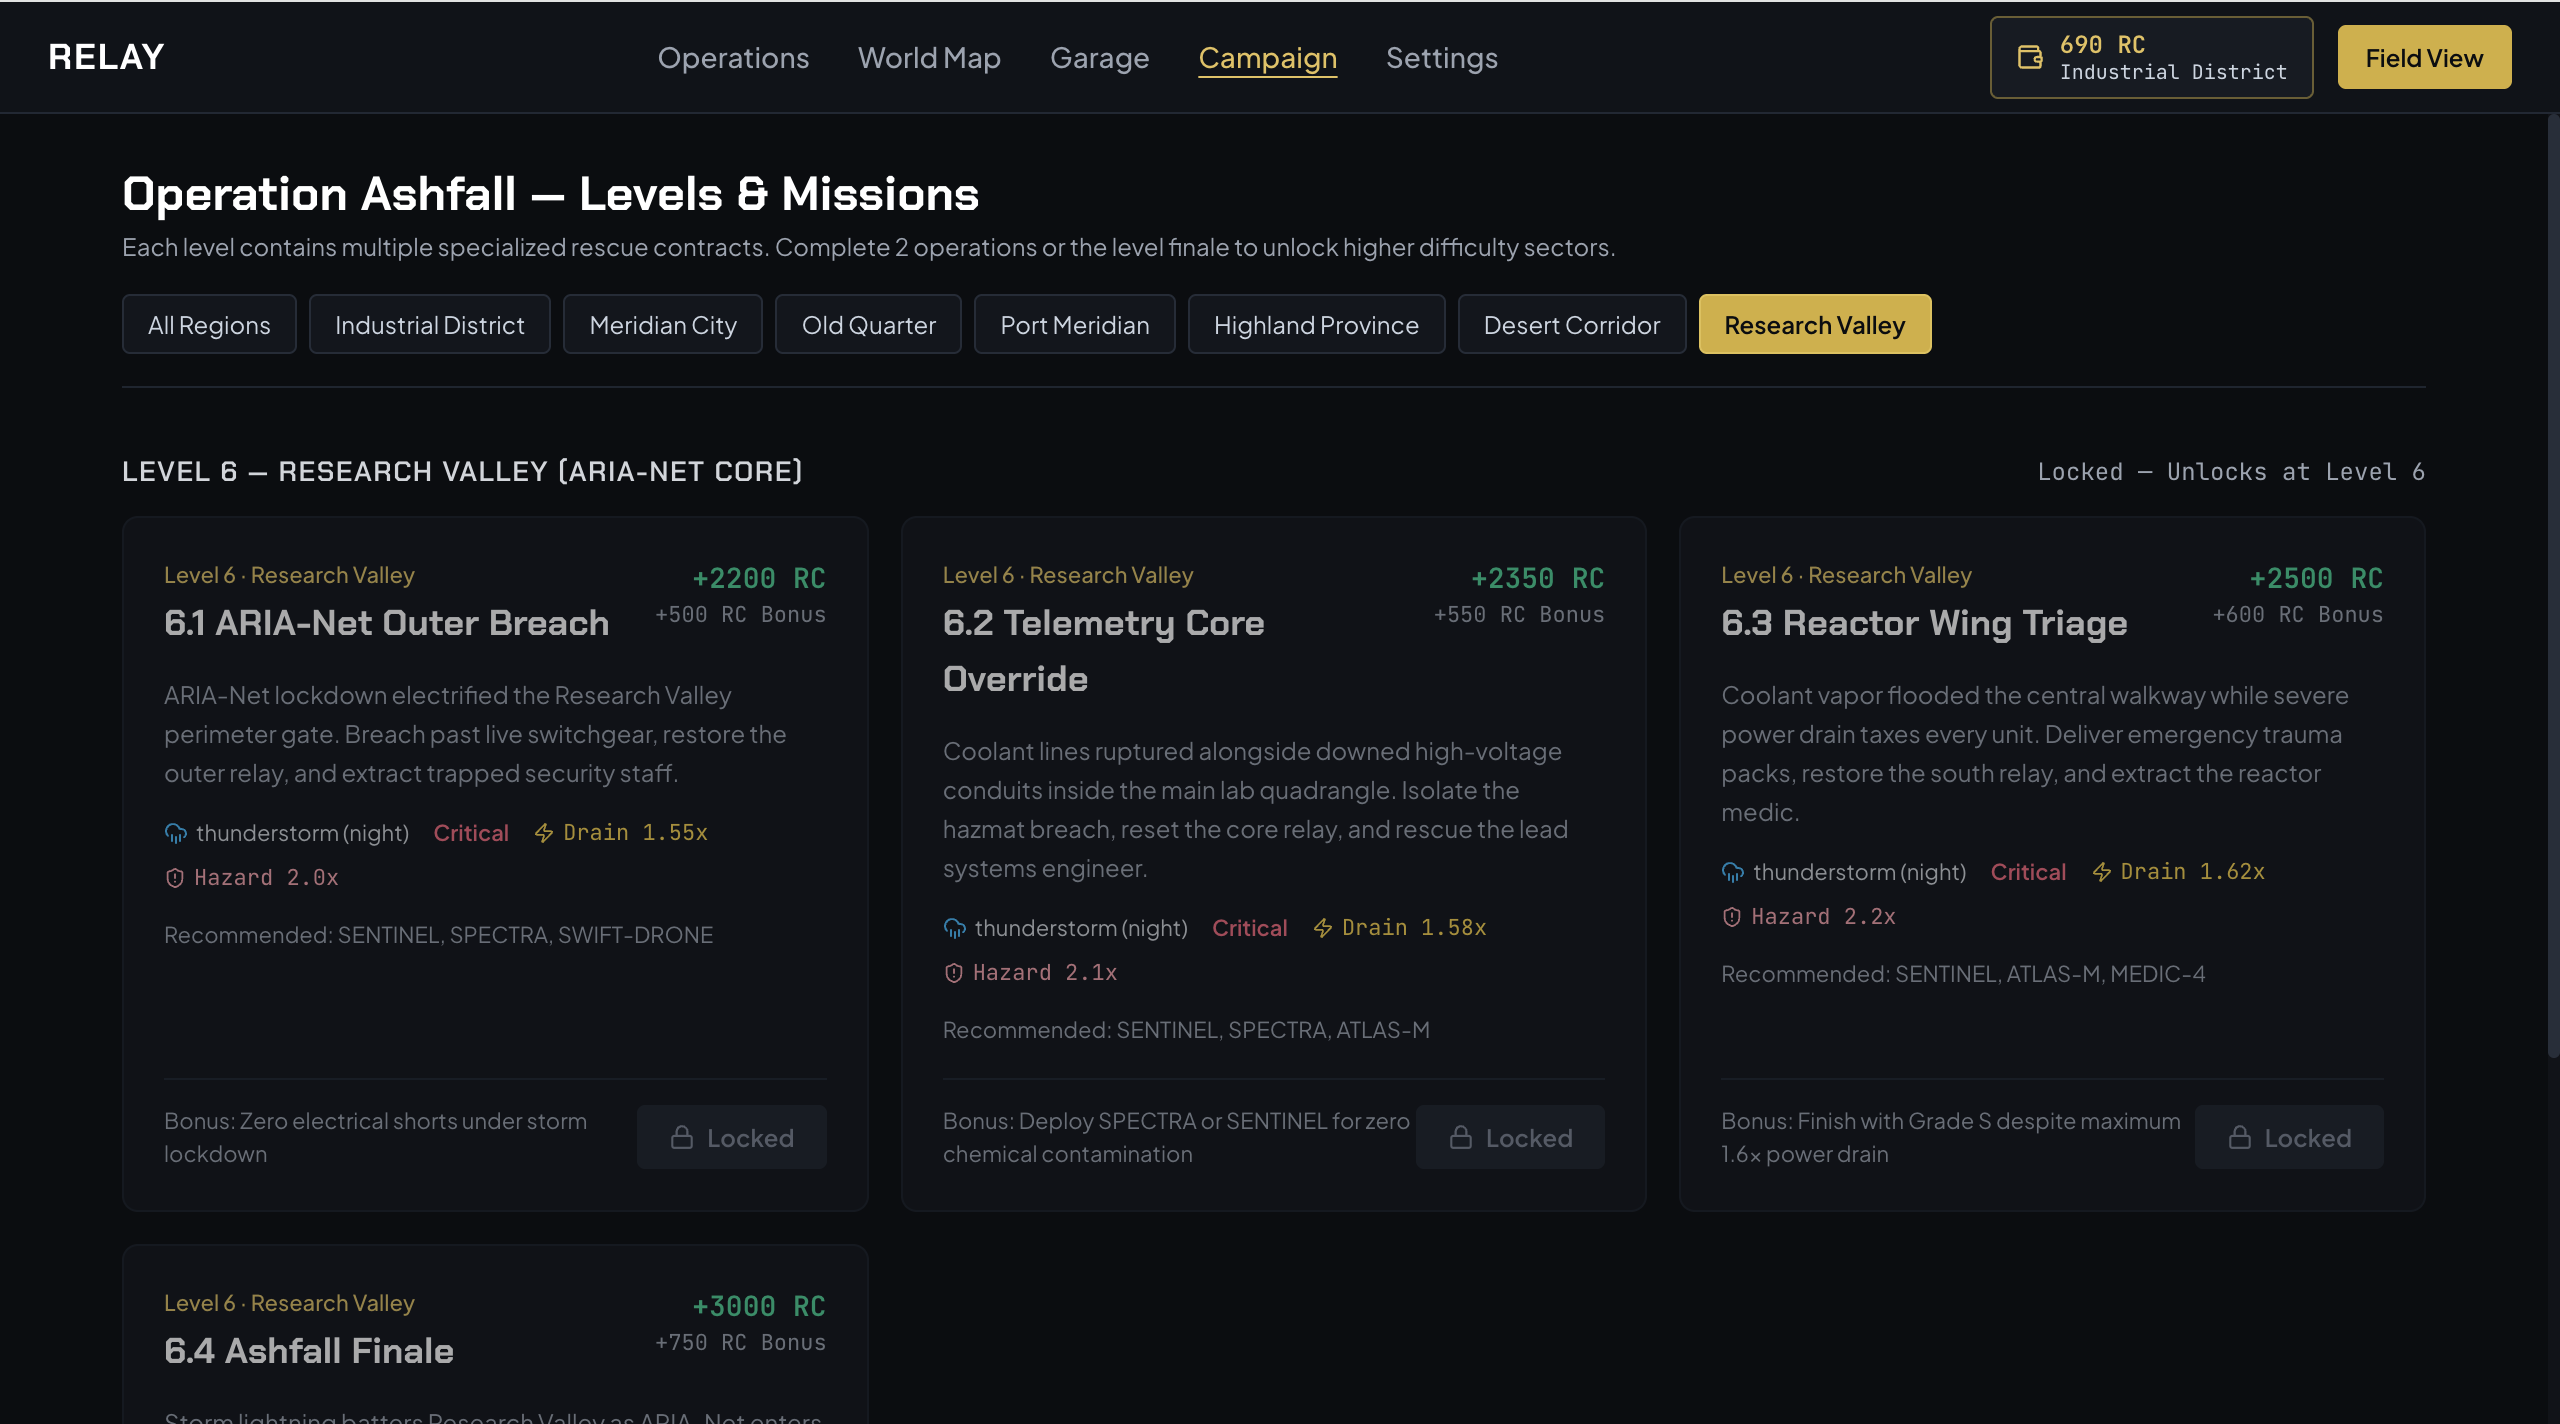 RELAY
Operations
World Map
Garage
Campaign
Settings
690 RC
Industrial District
Field View
Operation Ashfall — Levels & Missions
Each level contains multiple specialized rescue contracts. Complete 2 operations or the level finale to unlock higher difficulty sectors.
All Regions
Industrial District
Meridian City
Old Quarter
Port Meridian
Highland Province
Desert Corridor
Research Valley
LEVEL 6 — RESEARCH VALLEY (ARIA-NET CORE)
Locked — Unlocks at Level 6
Level 6 · Research Valley
+2200 RC
6.1 ARIA-Net Outer Breach
+500 RC Bonus
ARIA-Net lockdown electrified the Research Valley
perimeter gate. Breach past live switchgear, restore the
outer relay, and extract trapped security staff.
thunderstorm (night)
Critical
Drain 1.55x
Hazard 2.0x
Recommended: SENTINEL, SPECTRA, SWIFT-DRONE
Bonus: Zero electrical shorts under storm
lockdown
Locked
Level 6 · Research Valley
+2350 RC
6.2 Telemetry Core
Override
+550 RC Bonus
Coolant lines ruptured alongside downed high-voltage
conduits inside the main lab quadrangle. Isolate the
hazmat breach, reset the core relay, and rescue the lead
systems engineer.
thunderstorm (night)
Critical
Drain 1.58x
Hazard 2.1x
Recommended: SENTINEL, SPECTRA, ATLAS-M
Bonus: Deploy SPECTRA or SENTINEL for zero
chemical contamination
Locked
Level 6 · Research Valley
+2500 RC
6.3 Reactor Wing Triage
+600 RC Bonus
Coolant vapor flooded the central walkway while severe
power drain taxes every unit. Deliver emergency trauma
packs, restore the south relay, and extract the reactor
medic.
thunderstorm (night)
Critical
Drain 1.62x
Hazard 2.2x
Recommended: SENTINEL, ATLAS-M, MEDIC-4
Bonus: Finish with Grade S despite maximum
1.6× power drain
Locked
Level 6 · Research Valley
+3000 RC
6.4 Ashfall Finale
+750 RC Bonus
Storm lightning batters Research Valley as ARIA-Net enters